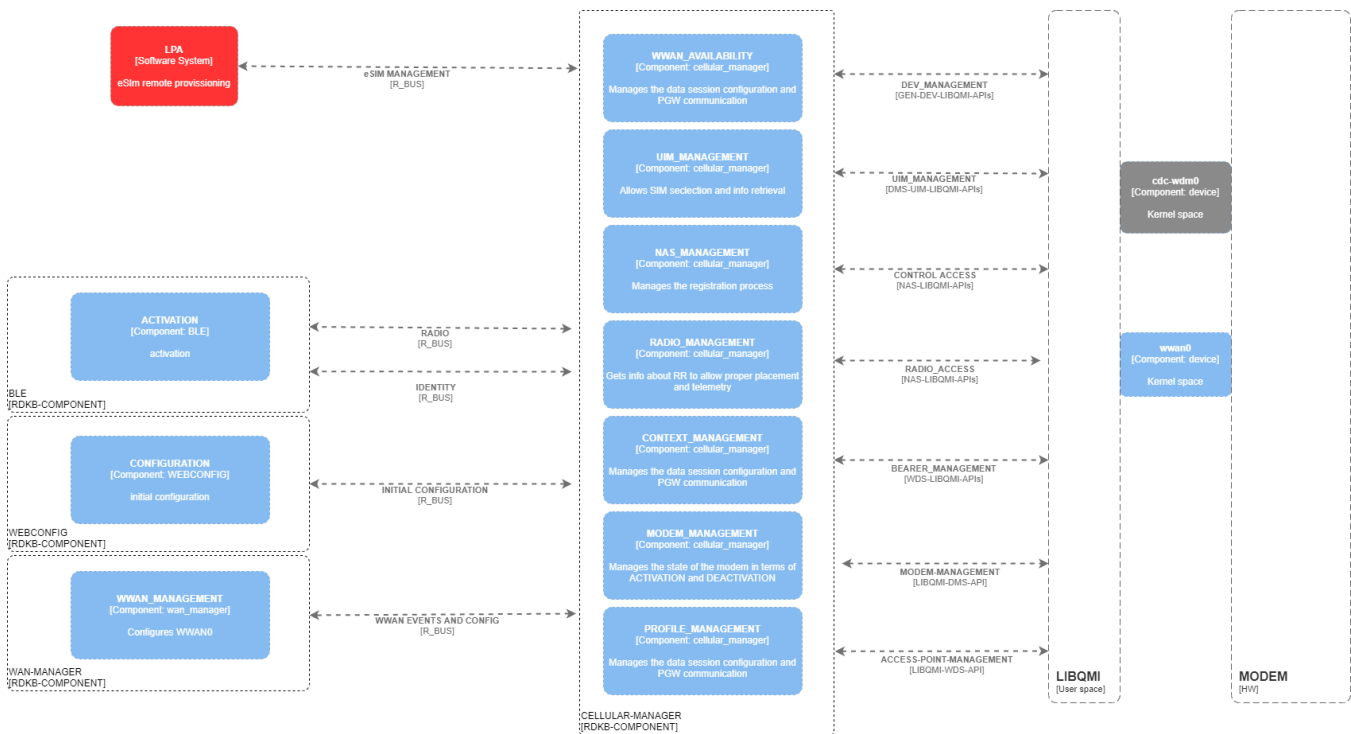 LPA
[Software System]
eSIm remote provissioning
eSIM MANAGEMENT
[R_BUS]
ACTIVATION
[Component: BLE]
activation
BLE
[RDKB-COMPONENT]
RADIO
[R_BUS]
IDENTITY
[R_BUS]
CONFIGURATION
[Component: WEBCONFIG]
initial configuration
WEBCONFIG
[RDKB-COMPONENT]
INITIAL CONFIGURATION
[R_BUS]
WWAN_MANAGEMENT
[Component: wan_manager]
Configures WWAN0
WAN-MANAGER
[RDKB-COMPONENT]
WWAN EVENTS AND CONFIG
[R_BUS]
WWAN_AVAILABILITY
[Component: cellular_manager]
Manages the data session configuration and
PGW communication
UIM_MANAGEMENT
[Component: cellular_manager]
Allows SIM seclection and info retrieval
NAS_MANAGEMENT
[Component: cellular_manager]
Manages the registration process
RADIO_MANAGEMENT
[Component: cellular_manager]
Gets info about RR to allow proper placement
and telemetry
CONTEXT_MANAGEMENT
[Component: cellular_manager]
Manages the data session configuration and
PGW communication
MODEM_MANAGEMENT
[Component: cellular_manager]
Manages the state of the modem in terms of
ACTIVATION and DEACTIVATION
PROFILE_MANAGEMENT
[Component: cellular_manager]
Manages the data session configuration and
PGW communication
CELLULAR-MANAGER
[RDKB-COMPONENT]
DEV_MANAGEMENT
[GEN-DEV-LIBQMI-APIs]
UIM_MANAGEMENT
[DMS-UIM-LIBQMI-APIs]
CONTROL ACCESS
[NAS-LIBQMI-APIs]
RADIO_ACCESS
[NAS-LIBQMI-APIs]
BEARER_MANAGEMENT
[WDS-LIBQMI-APIs]
MODEM-MANAGEMENT
[LIBQMI-DMS-API]
ACCESS-POINT-MANAGEMENT
[LIBQMI-WDS-API]
LIBQMI
[User space]
cdc-wdm0
[Component: device]
Kernel space
wwan0
[Component: device]
Kernel space
MODEM
[HW]